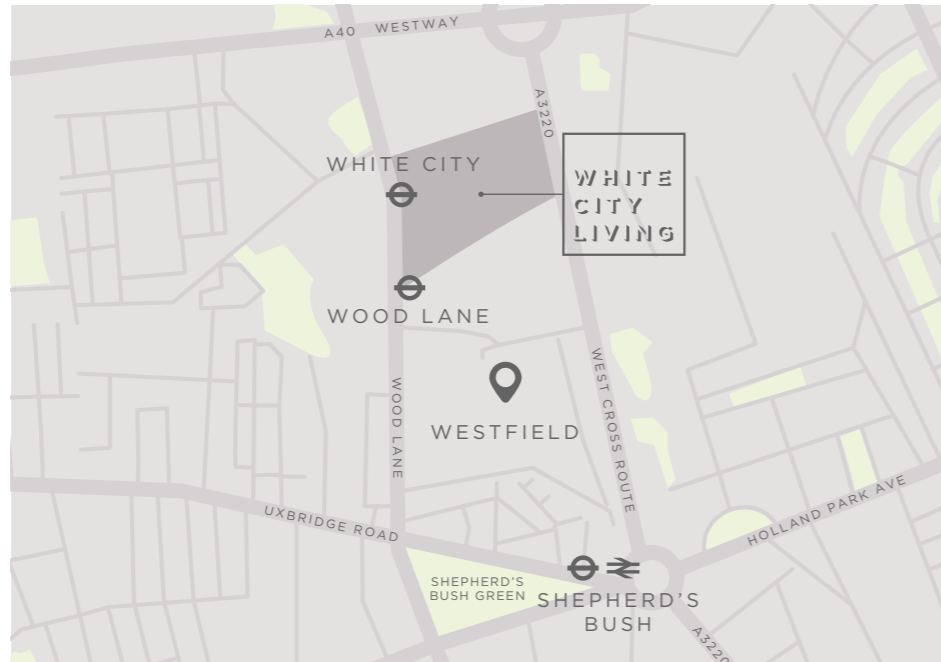 A40 WESTWAY
A3220
WHITE CITY
WHITE
CITY
LIVING
WOOD LANE
WOOD LANE
WESTFIELD
WEST CROSS ROUTE
UXBRIDGE ROAD
HOLLAND PARK AVE
SHEPHERD'S
BUSH GREEN
SHEPHERD'S
BUSH
A3220